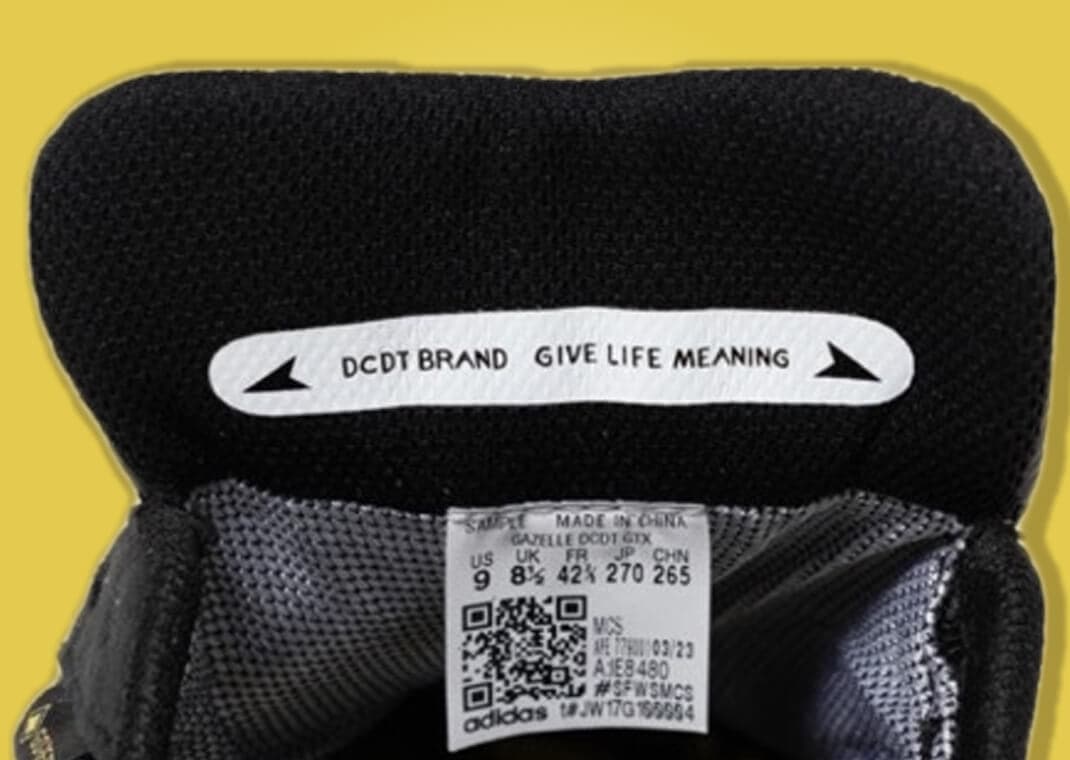 DCDT BRAND GIVE LIFE MEANING
SAMPLE MADE IN CHINA
GAZELLE DCDT GTX
US UK FR JP CHN
9 8½ 42⅔ 270 265
MCS
03/23
#SFWSMCS
adidas